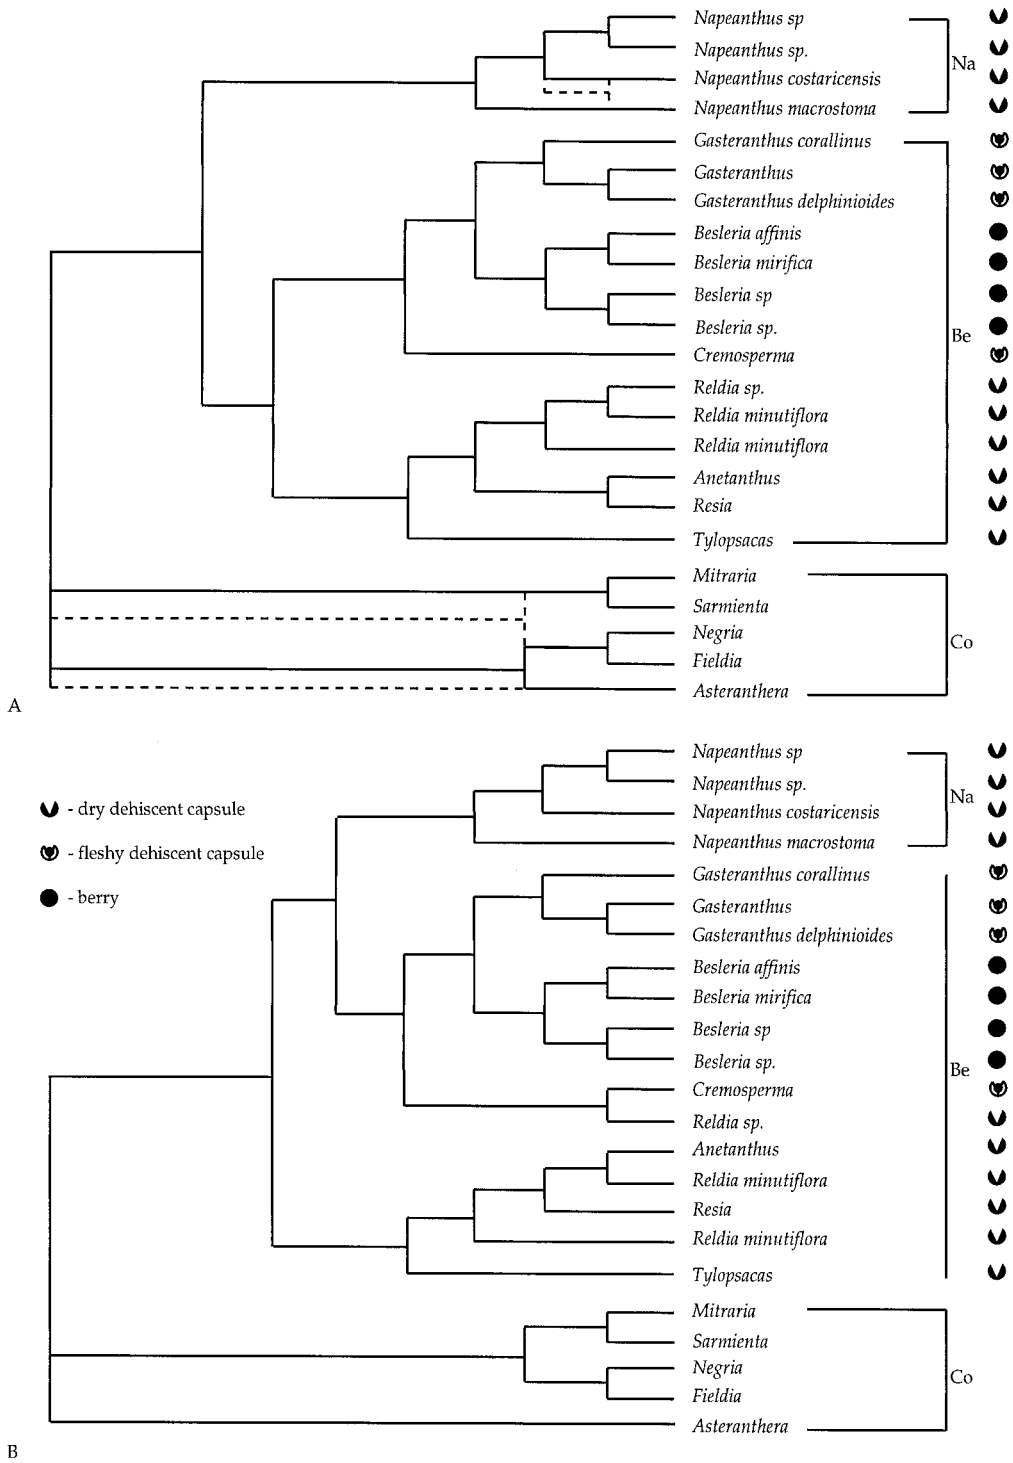 Napeanthus sp
Napeanthus sp.
Na
Napeanthus costaricensis
Napeanthus macrostoma
Gasteranthus corallinus
Gasteranthus
Gasteranthus delphinioides
Besleria affinis
Besleria mirifica
Besleria sp
Besleria sp.
Be
Cremosperma
Reldia sp.
Reldia minutiflora
Reldia minutiflora
Anetanthus
Resia
Tylopsacas
Mitraria
Sarmienta
Negria
Co
Fieldia
Asteranthera
A
Napeanthus sp
Napeanthus sp.
Na
- dry dehiscent capsule
Napeanthus costaricensis
Napeanthus macrostoma
- fleshy dehiscent capsule
Gasteranthus corallinus
- berry
Gasteranthus
Gasteranthus delphinioides
Besleria affinis
Besleria mirifica
Besleria sp
Besleria sp.
Be
Cremosperma
Reldia sp.
Anetanthus
Reldia minutiflora
Resia
Reldia minutiflora
Tylopsacas
Mitraria
Sarmienta
Negria
Co
Fieldia
Asteranthera
B